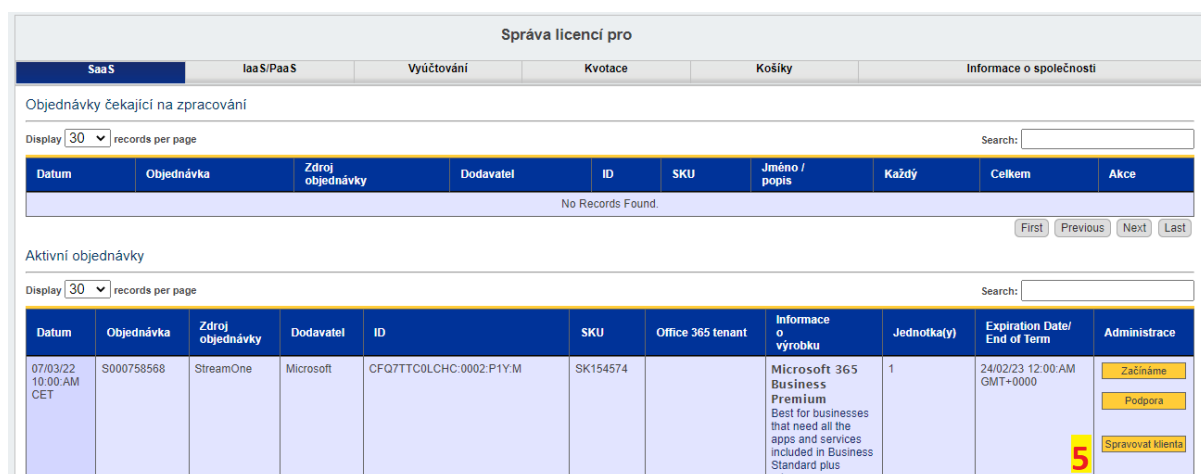 Správa licencí pro
SaaS IaaS/PaaS Vyúčtování Kvotace Košíky Informace o společnosti
Objednávky čekající na zpracování
Display 30 records per page Search:
Datum Objednávka Zdroj objednávky Dodavatel ID SKU Jméno / popis Každý Celkem Akce
No Records Found.
First Previous Next Last
Aktivní objednávky
Display 30 records per page Search:
Datum Objednávka Zdroj objednávky Dodavatel ID SKU Office 365 tenant Informace o výrobku Jednotka(y) Expiration Date/ End of Term Administrace
07/03/22 10:00:AM CET S000758568 StreamOne Microsoft CFQ7TTC0LCHC:0002:P1Y:M SK154574 Microsoft 365 Business Premium 1 24/02/23 12:00:AM GMT+0000 Začínáme
Best for businesses
that need all the Podpora
apps and services
included in Business Spravovat klienta
Standard plus 5